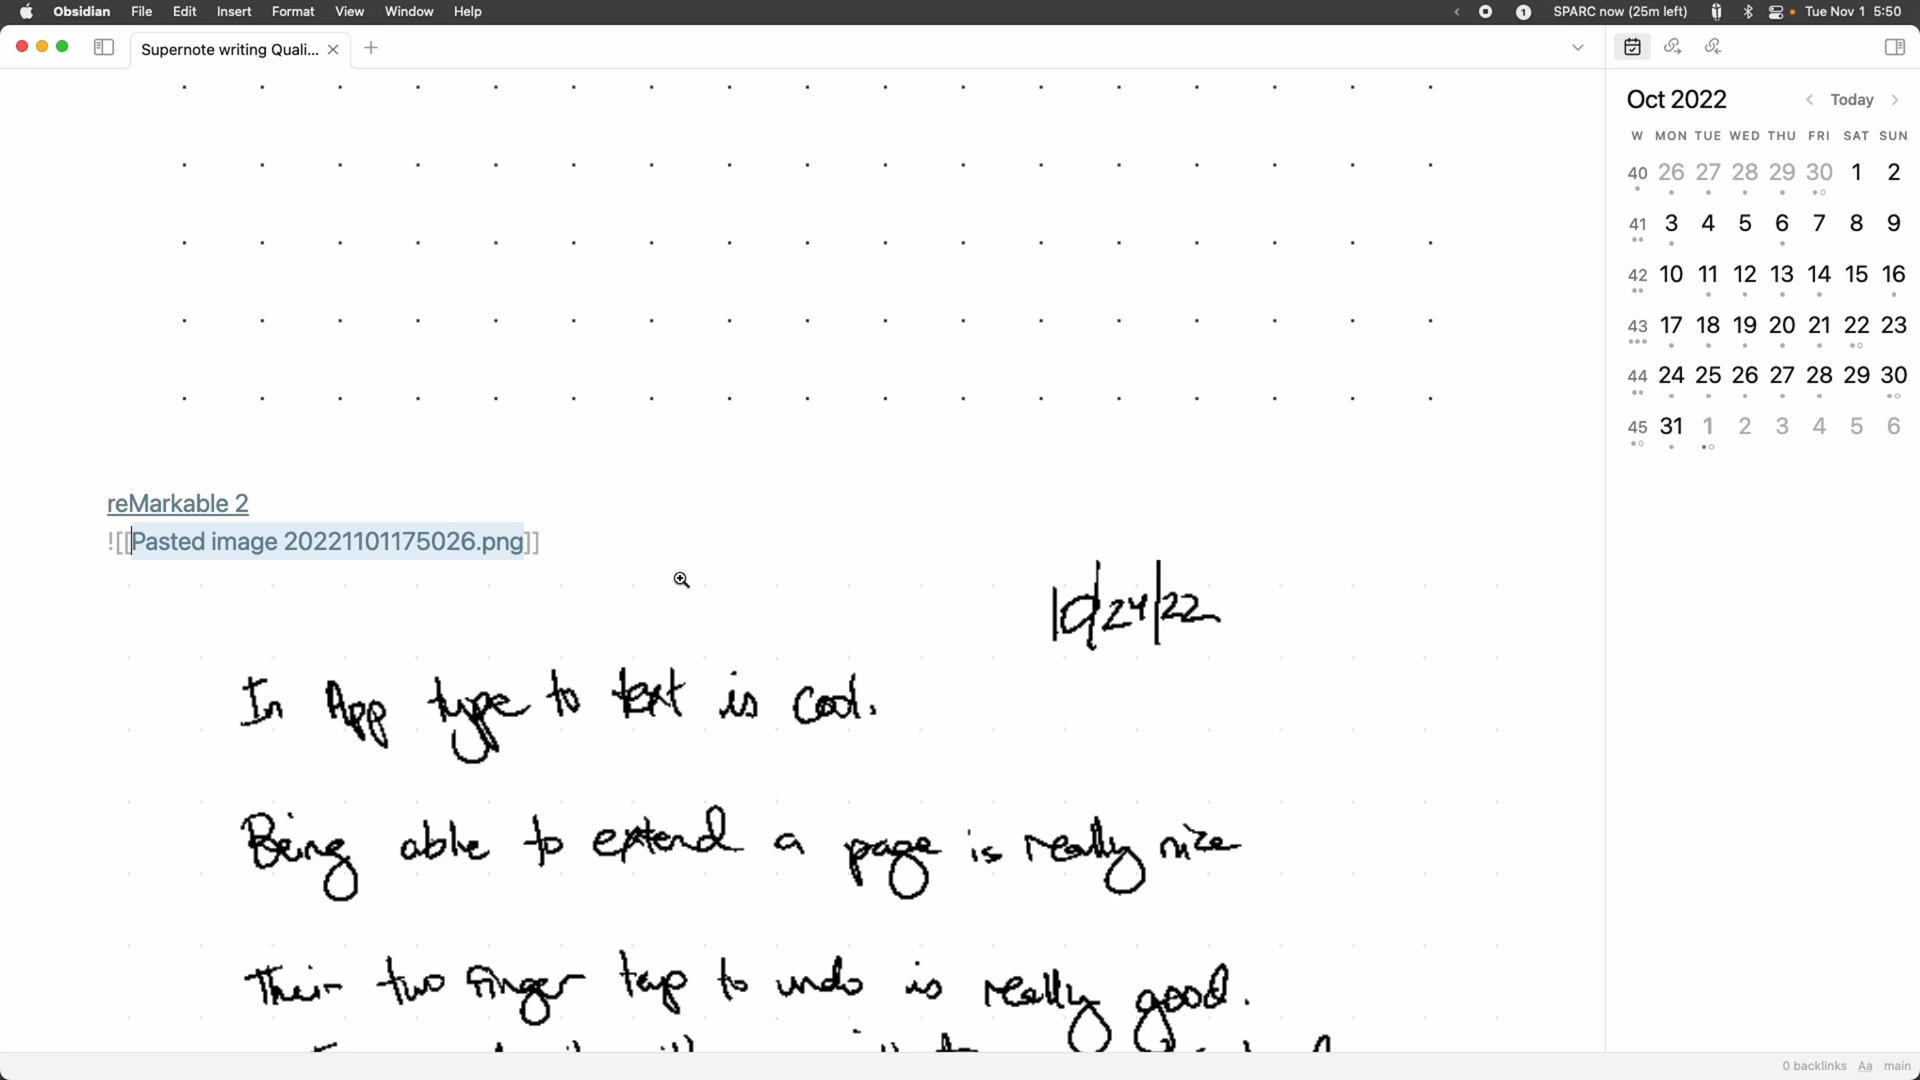 Obsidian File Edit Insert Format View Window Help 1 SPARC now (25m left) Tue Nov 1 5:50
Supernote writing Quali...
Oct 2022 Today
W MON TUE WED THU FRI SAT SUN
40 26 27 28 29 30 1 2
41 3 4 5 6 7 8 9
42 10 11 12 13 14 15 16
43 17 18 19 20 21 22 23
44 24 25 26 27 28 29 30
45 31 1 2 3 4 5 6
reMarkable 2
![[Pasted image 20221101175026.png]]
10/24/22
In App type to text is cool.
Being able to extend a page is really nice
Their two finger tap to undo is really good.
0 backlinks Aa main